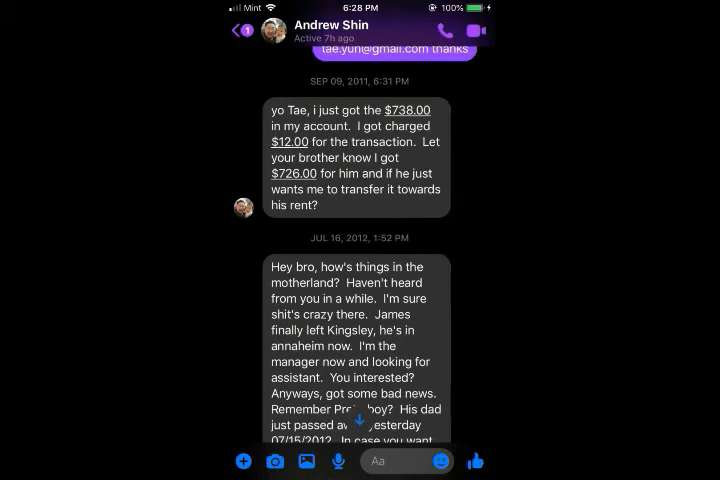 Mint 6:28 PM 100%
1 Andrew Shin
Active 7h ago
tae.yun@gmail.com thanks
SEP 09, 2011, 6:31 PM
yo Tae, i just got the $738.00
in my account. I got charged
$12.00 for the transaction. Let
your brother know I got
$726.00 for him and if he just
wants me to transfer it towards
his rent?
JUL 16, 2012, 1:52 PM
Hey bro, how's things in the
motherland? Haven't heard
from you in a while. I'm sure
shit's crazy there. James
finally left Kingsley, he's in
annaheim now. I'm the
manager now and looking for
assistant. You interested?
Anyways, got some bad news.
Remember boy? His dad
just passed yesterday
07/15/2012. In case you want
Aa